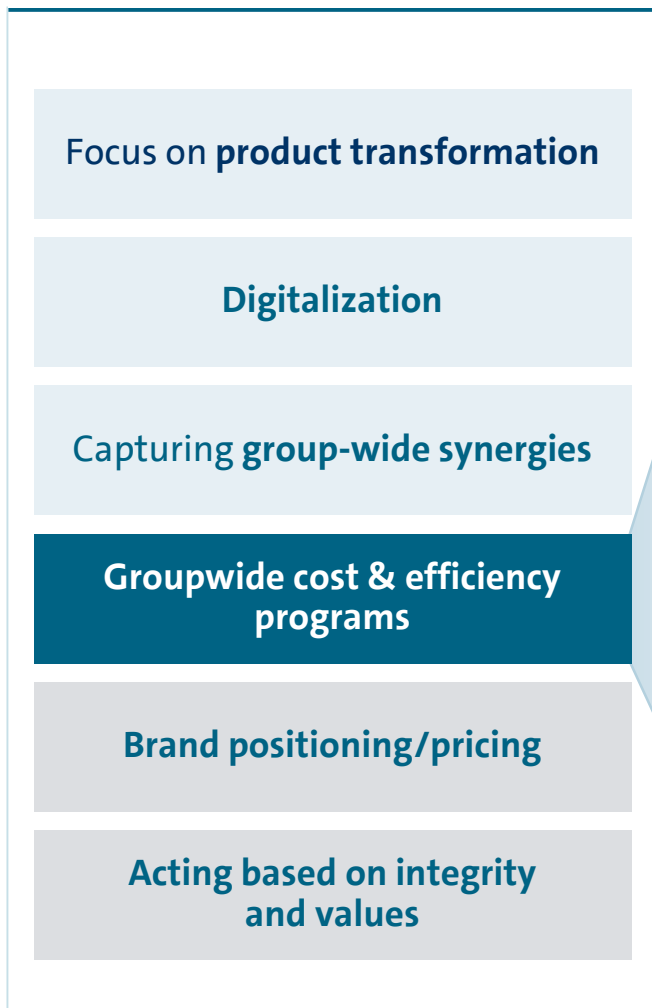 Focus on product transformation
Digitalization
Capturing group-wide synergies
Groupwide cost & efficiency
programs
Brand positioning/pricing
Acting based on integrity
and values